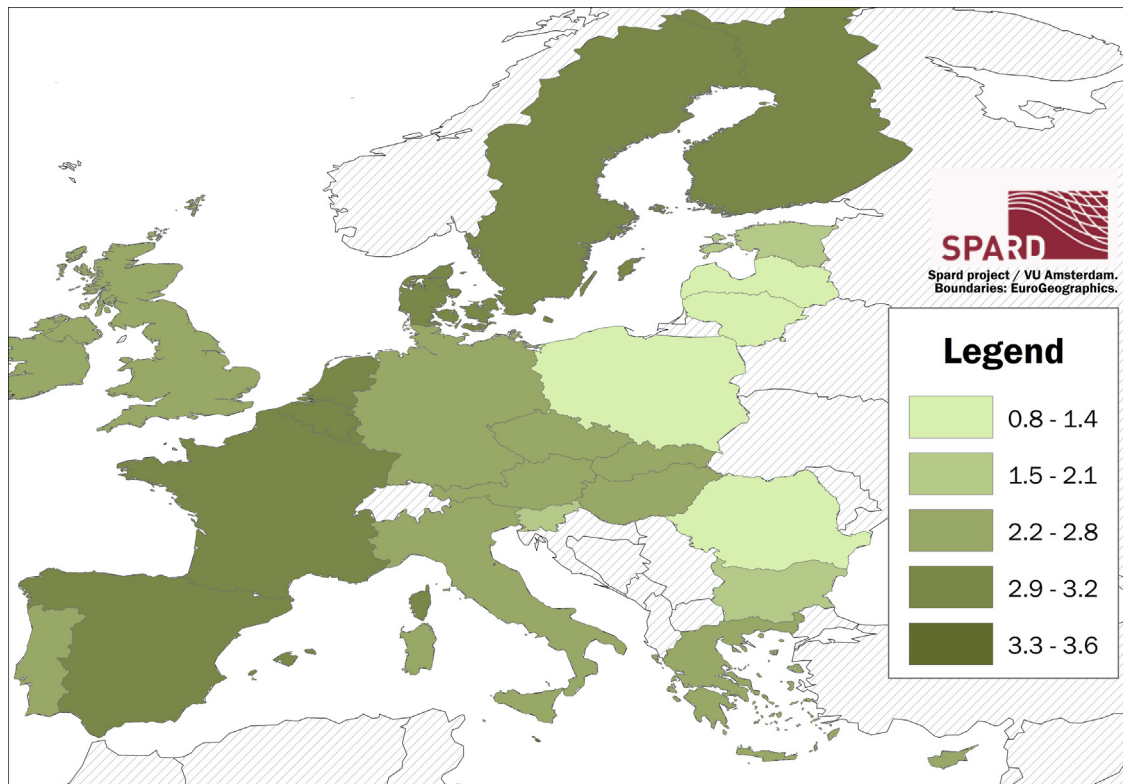 SPARD
Spard project / VU Amsterdam.
Boundaries: EuroGeographics.
Legend
0.8 - 1.4
1.5 - 2.1
2.2 - 2.8
2.9 - 3.2
3.3 - 3.6